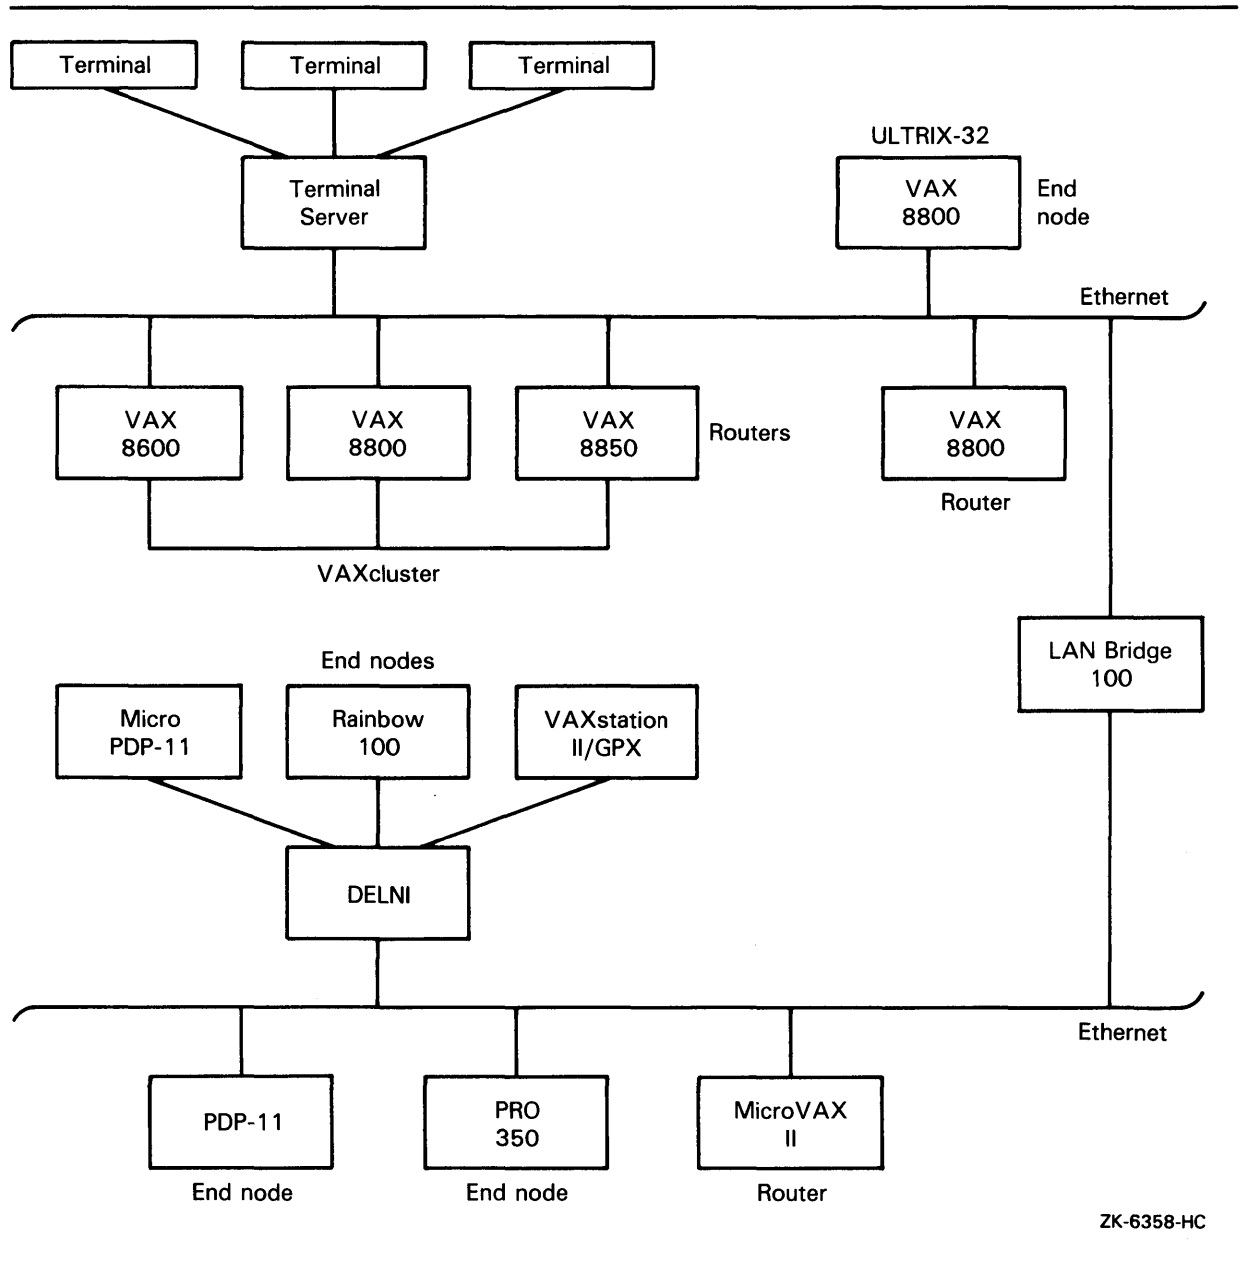 Terminal
Terminal
Terminal
Terminal
Server
ULTRIX-32
VAX
8800
End
node
Ethernet
VAX
8600
VAX
8800
VAX
8850
Routers
VAX
8800
Router
VAXcluster
LAN Bridge
100
End nodes
Micro
PDP-11
Rainbow
100
VAXstation
II/GPX
DELNI
Ethernet
PDP-11
End node
PRO
350
End node
MicroVAX
II
Router
ZK-6358-HC